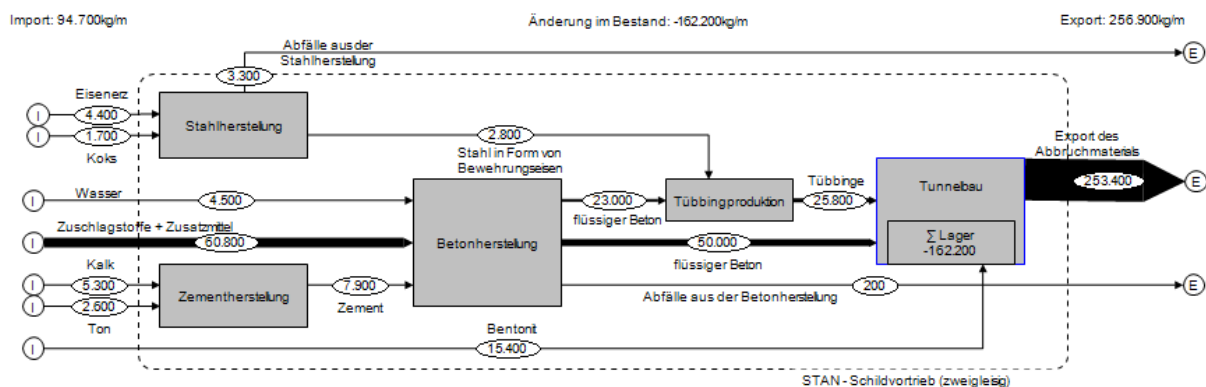 Import: 94.700kg/m
Änderung im Bestand: -162.200kg/m
Export: 256.900kg/m
Abfälle aus der
Stahlherstellung
E
3.300
Eisenerz
I
4.400
Stahlherstellung
I
1.700
Koks
2.800
Stahl in Form von
Bewehrungseisen
Export des
Abbruchmaterials
253.400
E
Wasser
I
4.500
23.000
flüssiger Beton
Tübbingproduktion
Tübbinge
25.800
Tunnelbau
Zuschlagstoffe + Zusatzmittel
I
60.800
Betonherstellung
50.000
flüssiger Beton
∑ Lager
-162.200
Kalk
I
5.300
Zementherstellung
7.900
Zement
I
2.600
Ton
Abfälle aus der Betonherstellung
200
E
Bentonit
I
15.400
STAN - Schildvortrieb (zweigleisig)